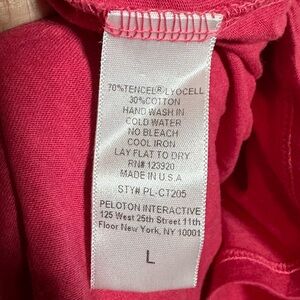 70%TENCEL®LYOCELL
30%COTTON
HAND WASH IN
COLD WATER
NO BLEACH
COOL IRON
LAY FLAT TO DRY
RN# 123920
MADE IN U.S.A
STY# PL-CT205
PELOTON INTERACTIVE
125 West 25th Street 11th
Floor New York, NY 10001
L